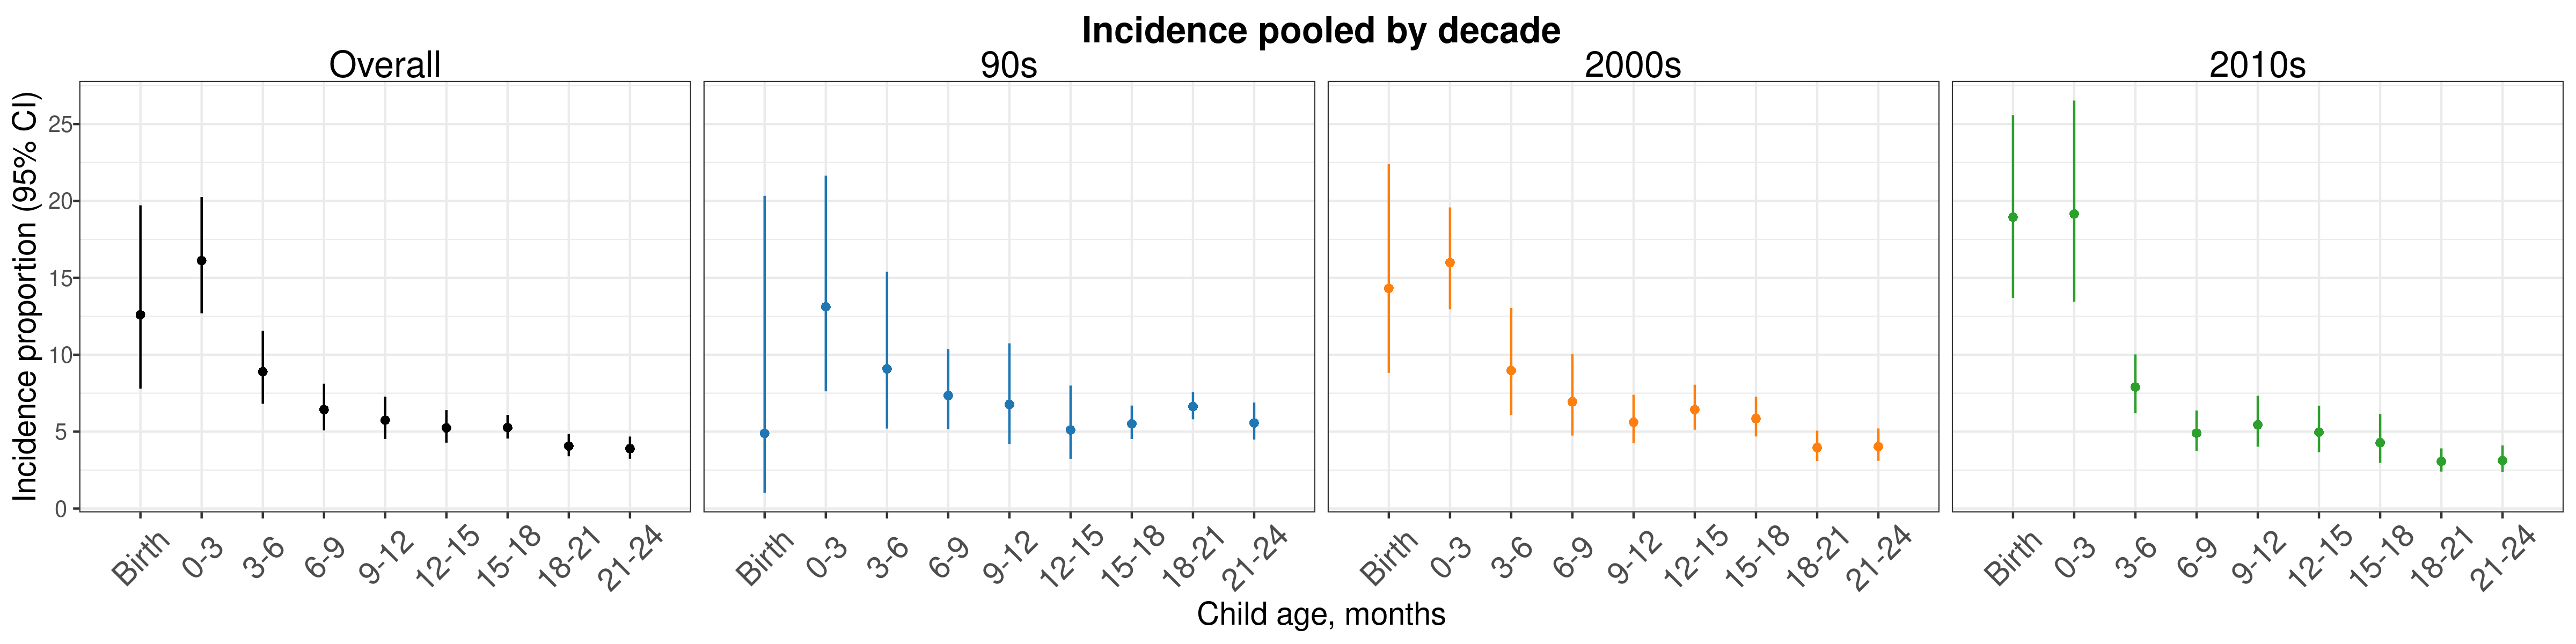 Incidence pooled by decade
Overall
90s
2000s
2010s
Incidence proportion (95% CI)
25
20
15
10
5
0
Birth 0-3 3-6 6-9 9-12 12-15 15-18 18-21 21-24
Birth 0-3 3-6 6-9 9-12 12-15 15-18 18-21 21-24
Birth 0-3 3-6 6-9 9-12 12-15 15-18 18-21 21-24
Birth 0-3 3-6 6-9 9-12 12-15 15-18 18-21 21-24
Child age, months